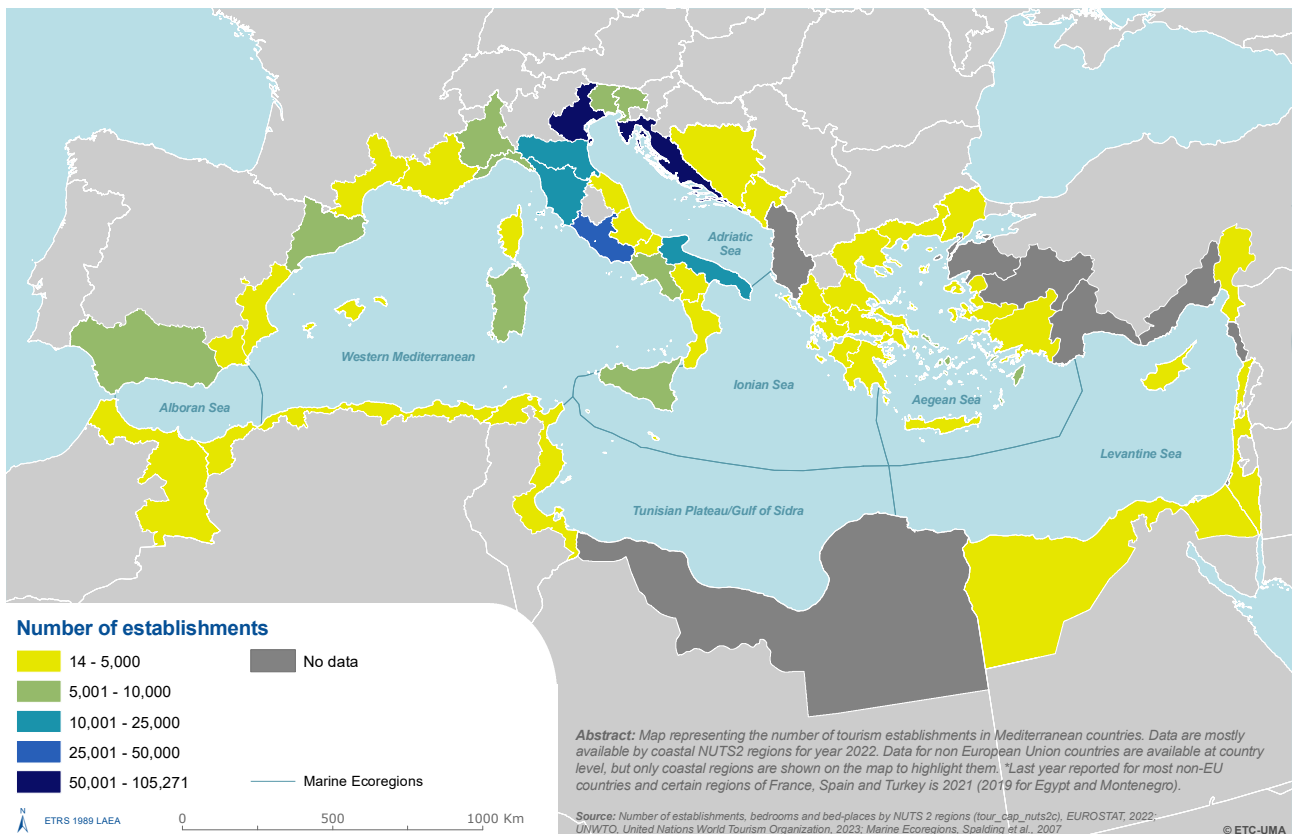 Adriatic
Sea
Western Mediterranean
Ionian Sea
Alboran Sea
Aegean Sea
Levantine Sea
Tunisian Plateau/Gulf of Sidra
Number of establishments
14 - 5,000
No data
5,001 - 10,000
10,001 - 25,000
25,001 - 50,000
50,001 - 105,271
Marine Ecoregions
N
ETRS 1989 LAEA
0
500
1000 Km
Abstract: Map representing the number of tourism establishments in Mediterranean countries. Data are mostly
available by coastal NUTS2 regions for year 2022. Data for non European Union countries are available at country
level, but only coastal regions are shown on the map to highlight them. *Last year reported for most non-EU
countries and certain regions of France, Spain and Turkey is 2021 (2019 for Egypt and Montenegro).
Source: Number of establishments, bedrooms and bed-places by NUTS 2 regions (tour_cap_nuts2c), EUROSTAT, 2022;
UNWTO, United Nations World Tourism Organization, 2023; Marine Ecoregions, Spalding et al., 2007
© ETC-UMA